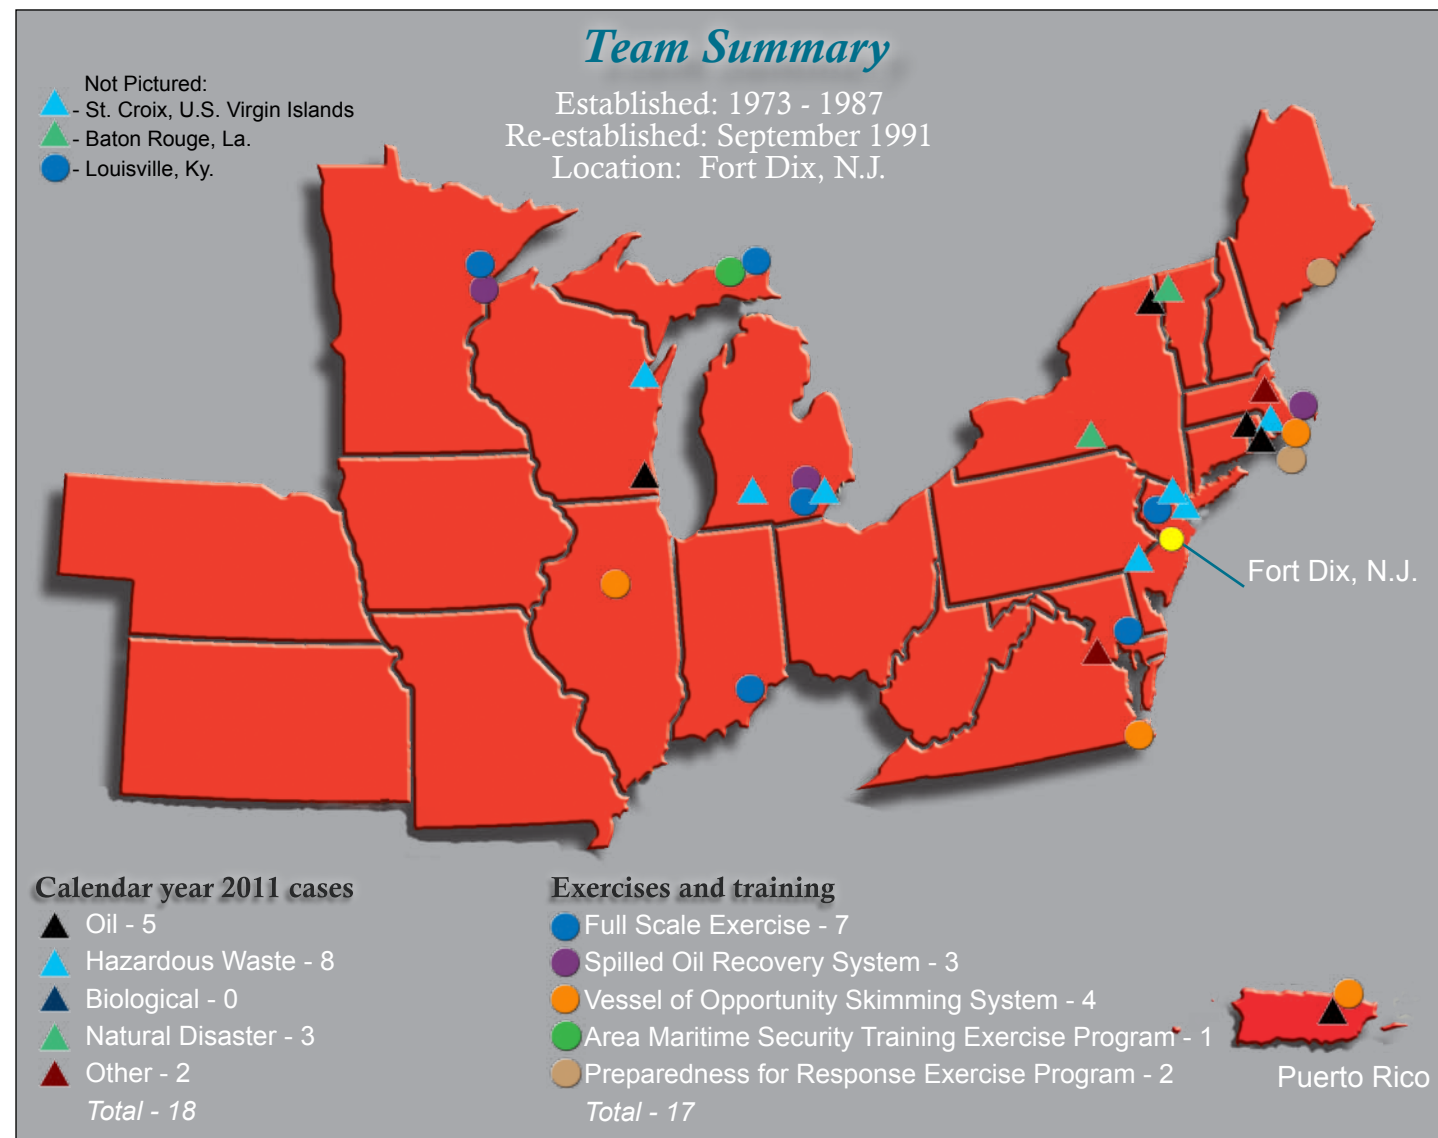 Team Summary
Not Pictured:
- St. Croix, U.S. Virgin Islands
- Baton Rouge, La.
- Louisville, Ky.
Established: 1973 - 1987
Re-established: September 1991
Location: Fort Dix, N.J.
Fort Dix, N.J.
Calendar year 2011 cases
Oil - 5
Hazardous Waste - 8
Biological - 0
Natural Disaster - 3
Other - 2
Total - 18
Exercises and training
Full Scale Exercise - 7
Spilled Oil Recovery System - 3
Vessel of Opportunity Skimming System - 4
Area Maritime Security Training Exercise Program - 1
Preparedness for Response Exercise Program - 2
Total - 17
Puerto Rico